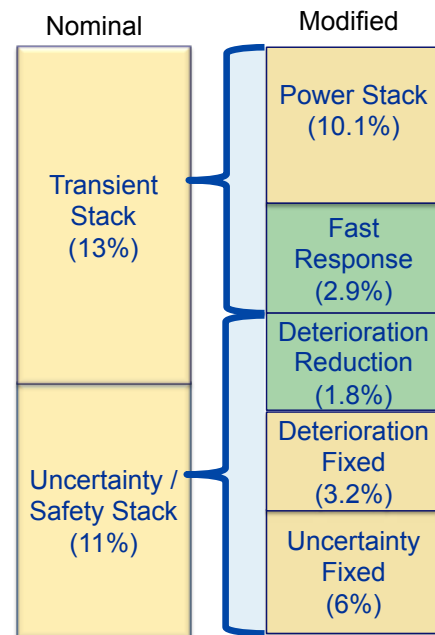 Nominal
Modified
Transient
Stack
(13%)
Uncertainty /
Safety Stack
(11%)
Power Stack
(10.1%)
Fast
Response
(2.9%)
Deterioration
Reduction
(1.8%)
Deterioration
Fixed
(3.2%)
Uncertainty
Fixed
(6%)